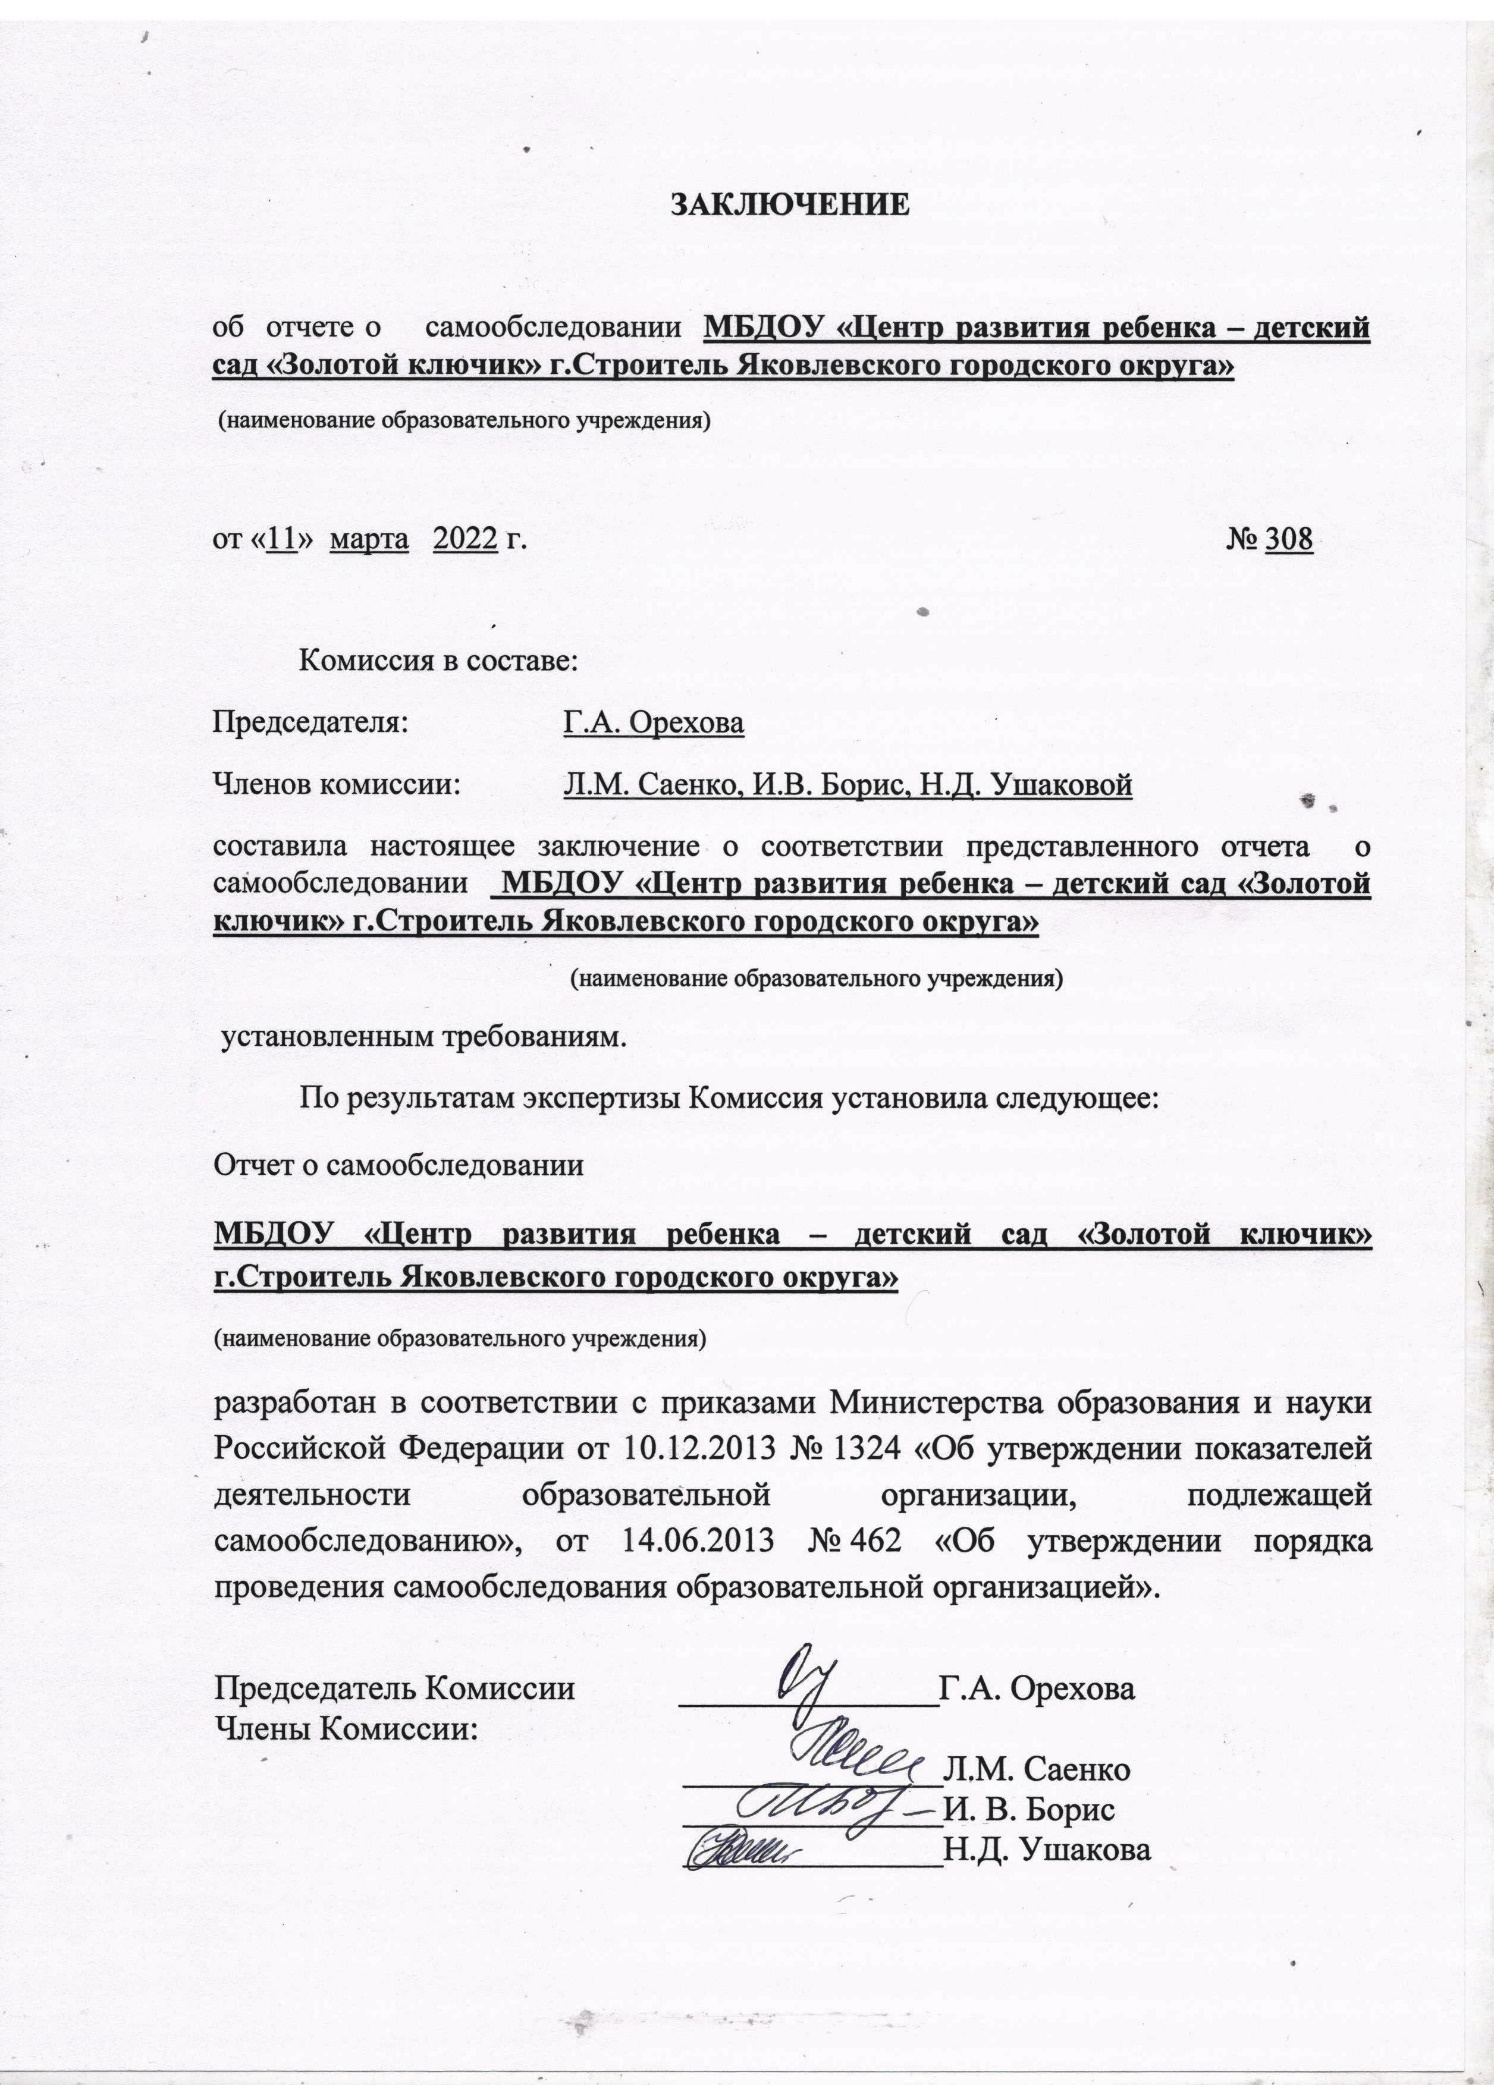 ЗАКЛЮЧЕНИЕ
об отчете о самообследовании МБДОУ «Центр развития ребенка – детский
сад «Золотой ключик» г.Строитель Яковлевского городского округа»
(наименование образовательного учреждения)
от «11» марта 2022 г. № 308
Комиссия в составе:
Председателя: Г.А. Орехова
Членов комиссии: Л.М. Саенко, И.В. Борис, Н.Д. Ушаковой
составила настоящее заключение о соответствии представленного отчета о
самообследовании МБДОУ «Центр развития ребенка – детский сад «Золотой
ключик» г.Строитель Яковлевского городского округа»
(наименование образовательного учреждения)
установленным требованиям.
По результатам экспертизы Комиссия установила следующее:
Отчет о самообследовании
МБДОУ «Центр развития ребенка – детский сад «Золотой ключик»
г.Строитель Яковлевского городского округа»
(наименование образовательного учреждения)
разработан в соответствии с приказами Министерства образования и науки
Российской Федерации от 10.12.2013 № 1324 «Об утверждении показателей
деятельности образовательной организации, подлежащей
самообследованию», от 14.06.2013 № 462 «Об утверждении порядка
проведения самообследования образовательной организацией».
Председатель Комиссии Г.А. Орехова
Члены Комиссии:
Л.М. Саенко
И. В. Борис
Н.Д. Ушакова